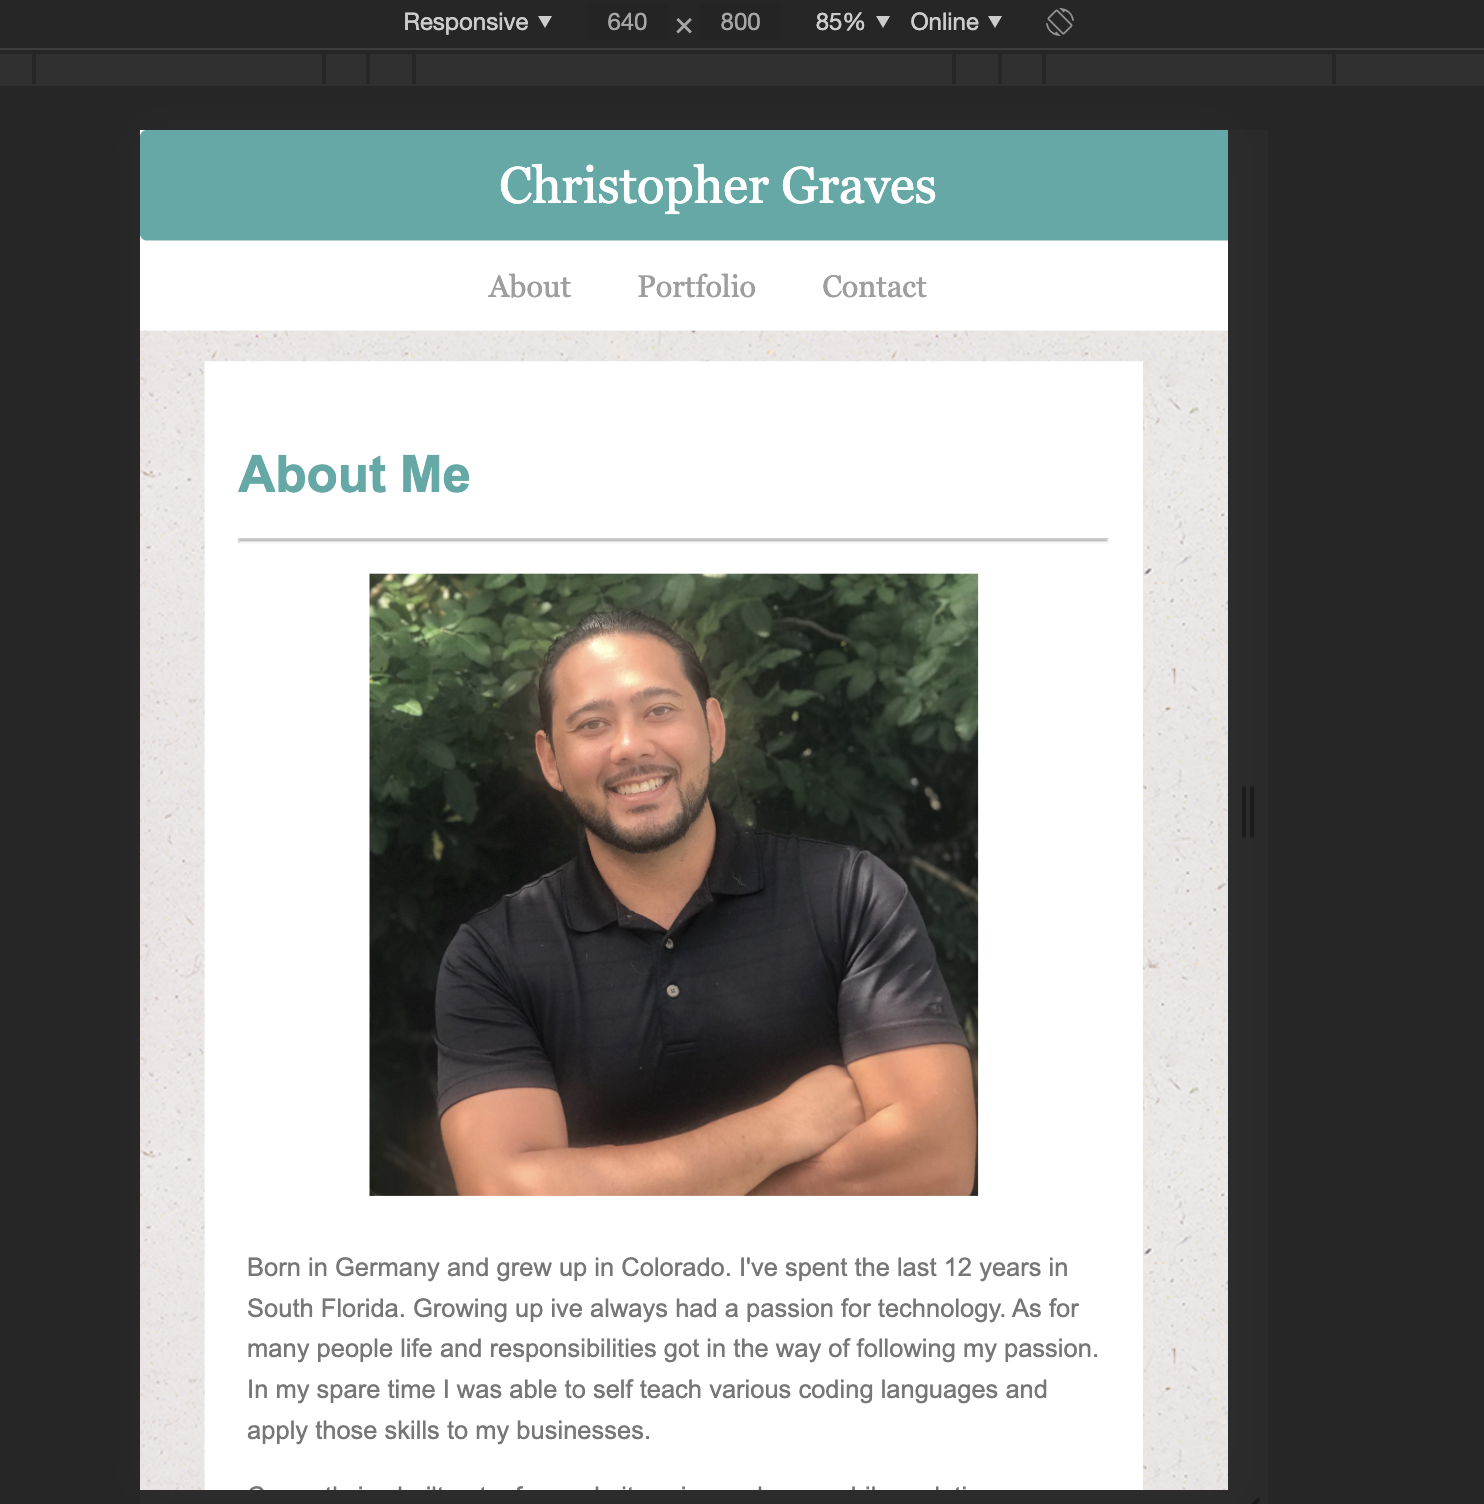 Responsive ▼ 640 × 800 85% ▼ Online ▼
Christopher Graves
About Portfolio Contact
About Me
Born in Germany and grew up in Colorado. I've spent the last 12 years in
South Florida. Growing up ive always had a passion for technology. As for
many people life and responsibilities got in the way of following my passion.
In my spare time I was able to self teach various coding languages and
apply those skills to my businesses.